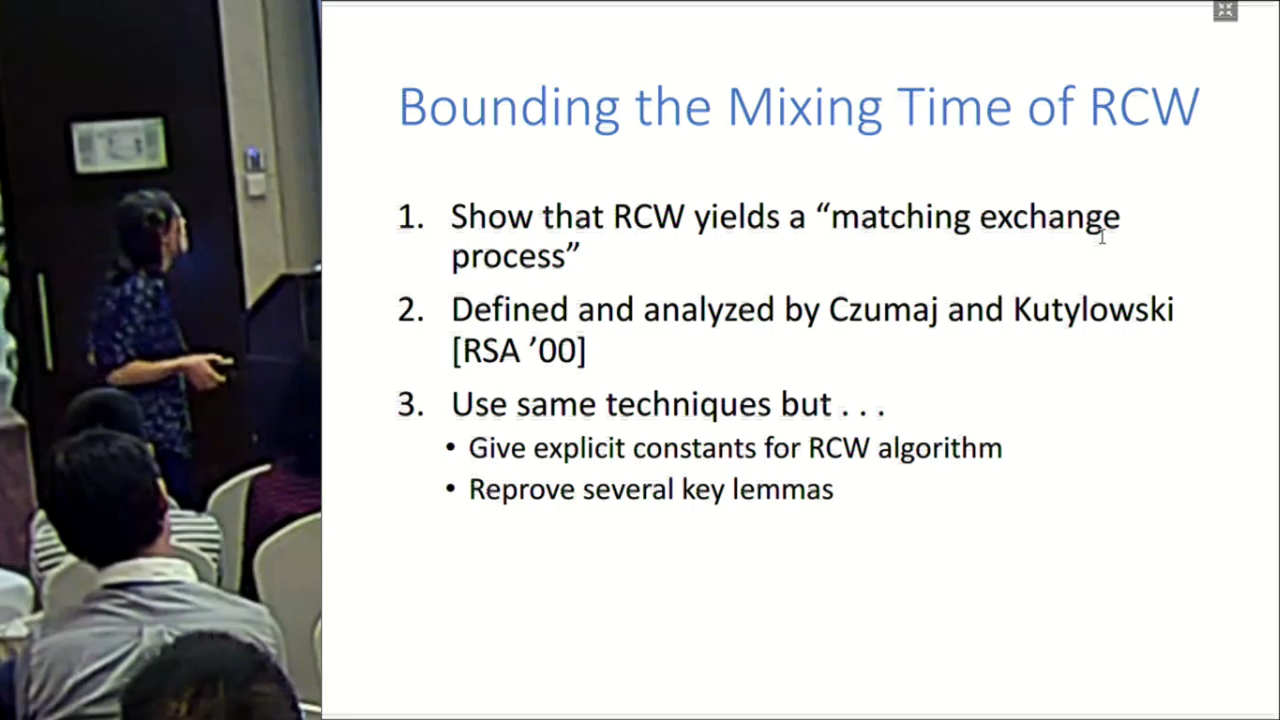 Bounding the Mixing Time of RCW
1. Show that RCW yields a “matching exchange
process”
2. Defined and analyzed by Czumaj and Kutylowski
[RSA ’00]
3. Use same techniques but . . .
• Give explicit constants for RCW algorithm
• Reprove several key lemmas